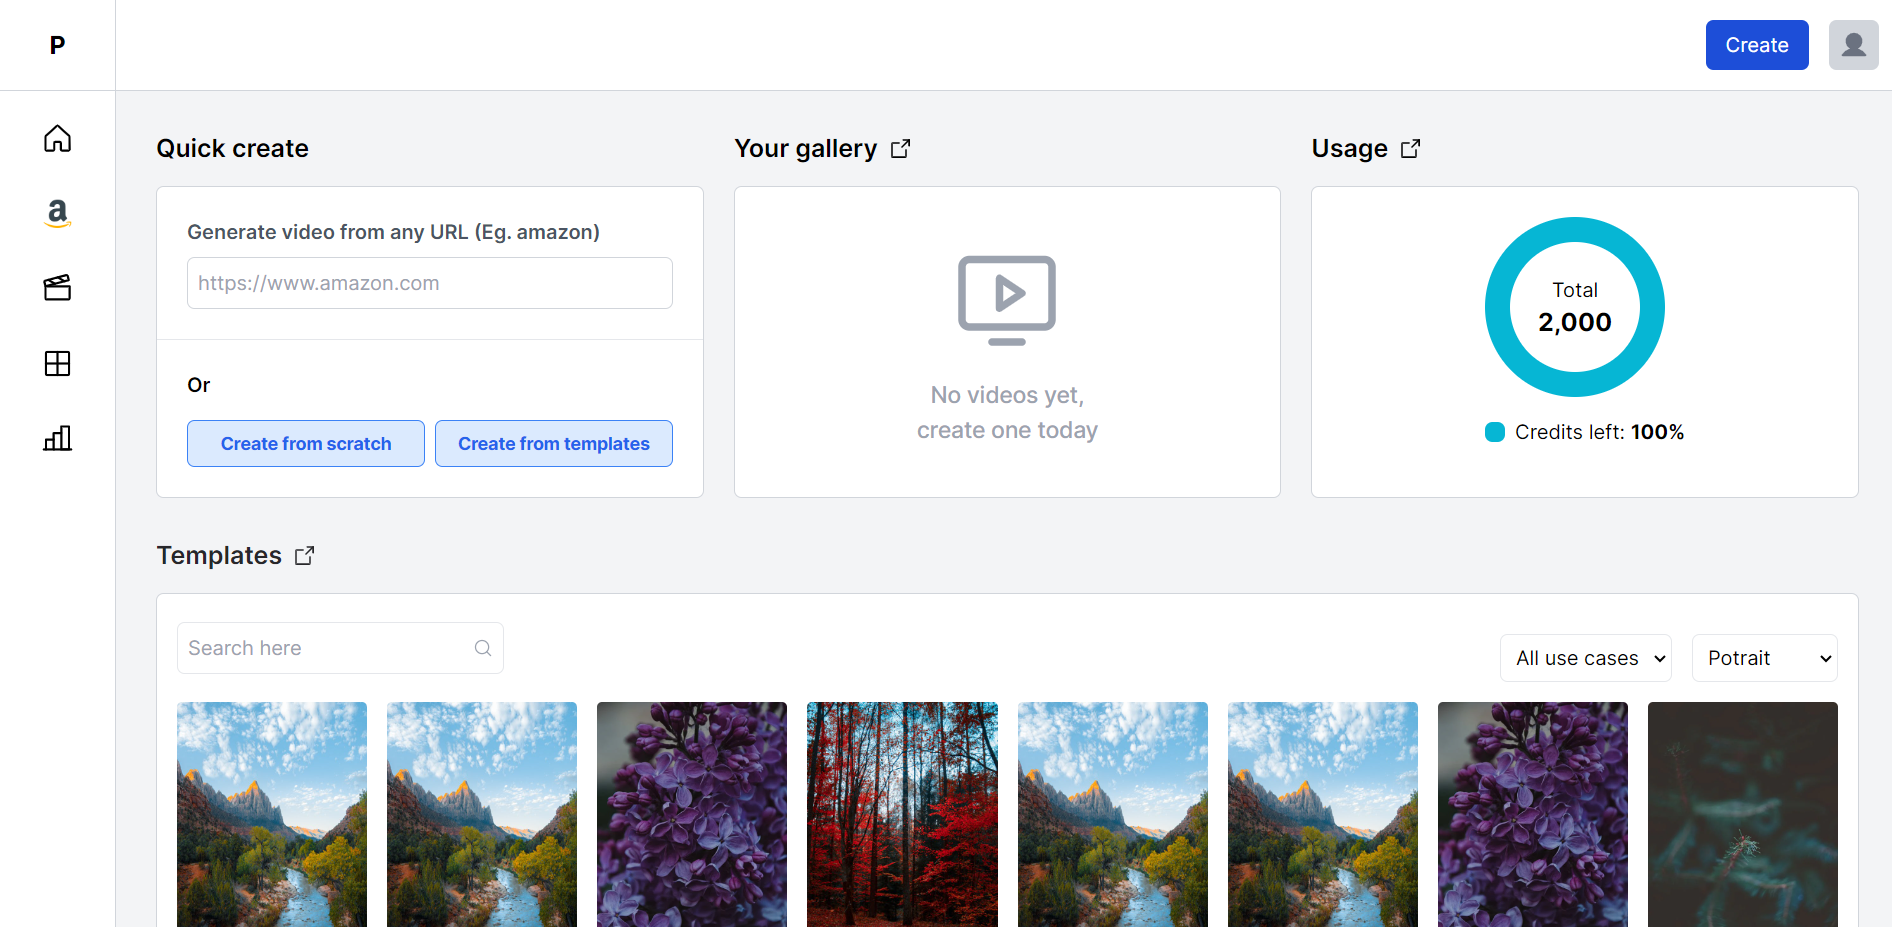 P
Create
Quick create
Your gallery
Usage
Generate video from any URL (Eg. amazon)
https://www.amazon.com
Or
Create from scratch
Create from templates
No videos yet,
create one today
Total
2,000
Credits left: 100%
a
Templates
Search here
All use cases
Potrait